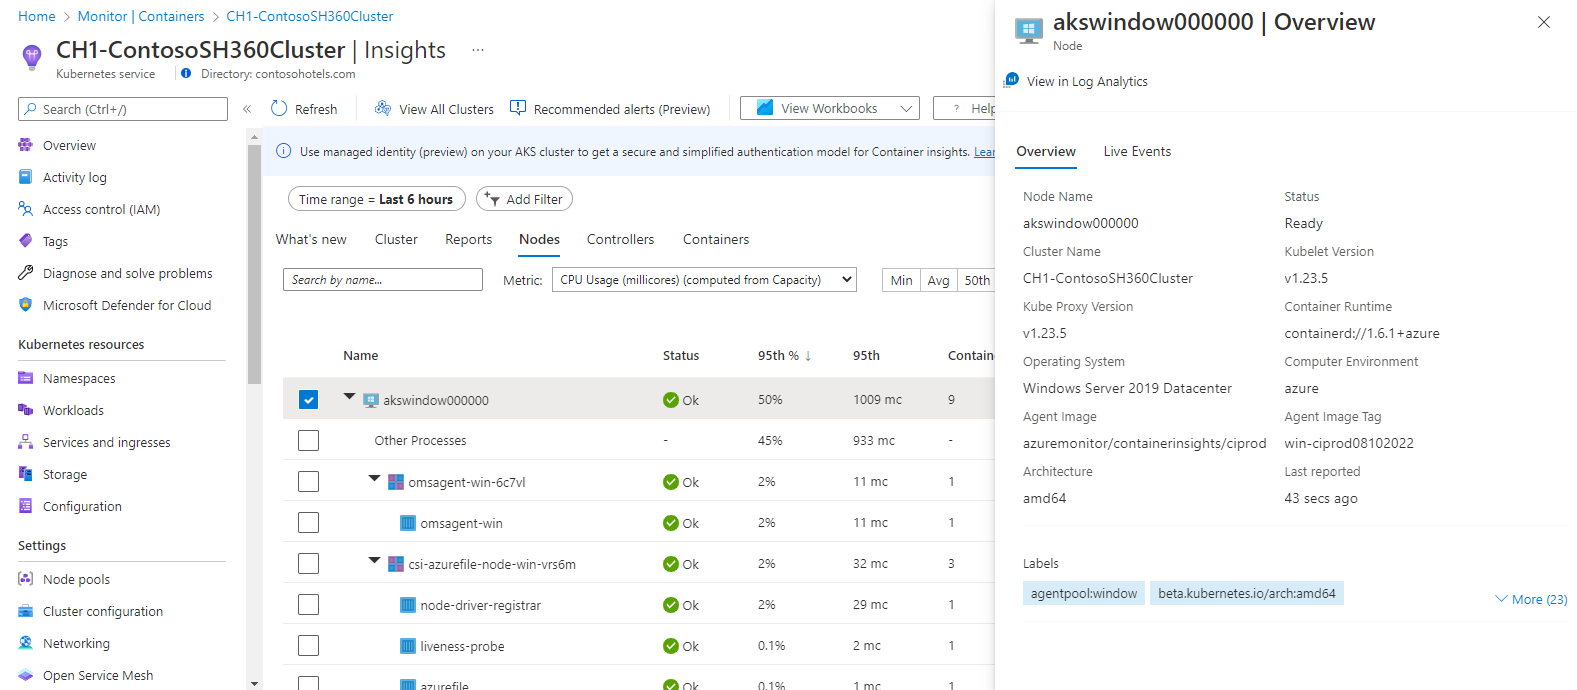 Home > Monitor | Containers > CH1-ContosoSH360Cluster
CH1-ContosoSH360Cluster | Insights ...
Kubernetes service
Directory: contosohotels.com
Search (Ctrl+/)
«
Refresh
View All Clusters
Recommended alerts (Preview)
View Workbooks
? Help
Overview
Activity log
Access control (IAM)
Tags
Diagnose and solve problems
Microsoft Defender for Cloud
Kubernetes resources
Namespaces
Workloads
Services and ingresses
Storage
Configuration
Settings
Node pools
Cluster configuration
Networking
Open Service Mesh
Use managed identity (preview) on your AKS cluster to get a secure and simplified authentication model for Container insights. Lear
Time range = Last 6 hours
Add Filter
What's new
Cluster
Reports
Nodes
Controllers
Containers
Search by name...
Metric:
CPU Usage (millicores) (computed from Capacity)
Min
Avg
50th
Name Status 95th % ↓ 95th Contain
akswindow000000 Ok 50% 1009 mc 9
Other Processes - 45% 933 mc -
omsagent-win-6c7vl Ok 2% 11 mc 1
omsagent-win Ok 2% 11 mc 1
csi-azurefile-node-win-vrs6m Ok 2% 32 mc 3
node-driver-registrar Ok 2% 29 mc 1
liveness-probe Ok 0.1% 2 mc 1
azurefile Ok 0.1% 1 mc 1
akswindow000000 | Overview
Node
View in Log Analytics
Overview
Live Events
Node Name
akswindow000000
Status
Ready
Cluster Name
CH1-ContosoSH360Cluster
Kubelet Version
v1.23.5
Kube Proxy Version
v1.23.5
Container Runtime
containerd://1.6.1+azure
Operating System
Windows Server 2019 Datacenter
Computer Environment
azure
Agent Image
azuremonitor/containerinsights/ciprod
Agent Image Tag
win-ciprod08102022
Architecture
amd64
Last reported
43 secs ago
Labels
agentpool:window
beta.kubernetes.io/arch:amd64
More (23)